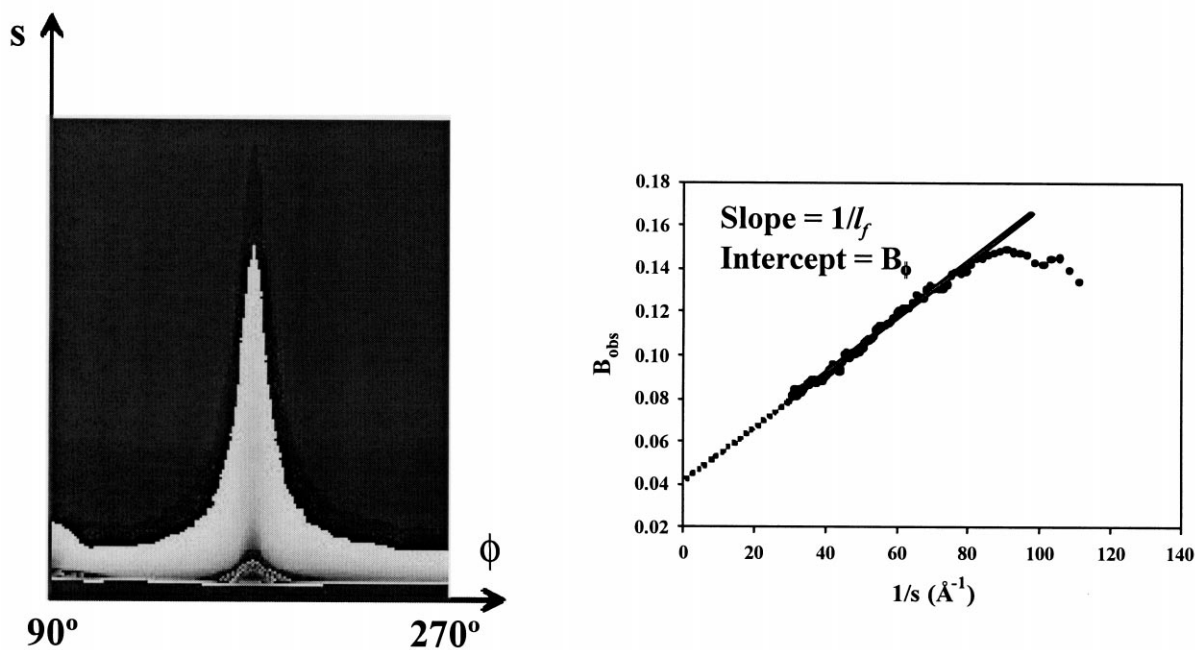 s
ϕ
90º
270º
Slope = 1/l_f
Intercept = B_ϕ
0.18
0.16
0.14
0.12
0.10
0.08
0.06
0.04
0.02
B_obs
0 20 40 60 80 100 120 140
1/s (Å⁻¹)